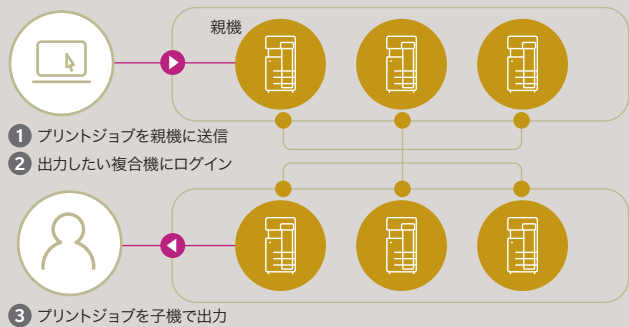 親機
1 プリントジョブを親機に送信
2 出力したい複合機にログイン
3 プリントジョブを子機で出力